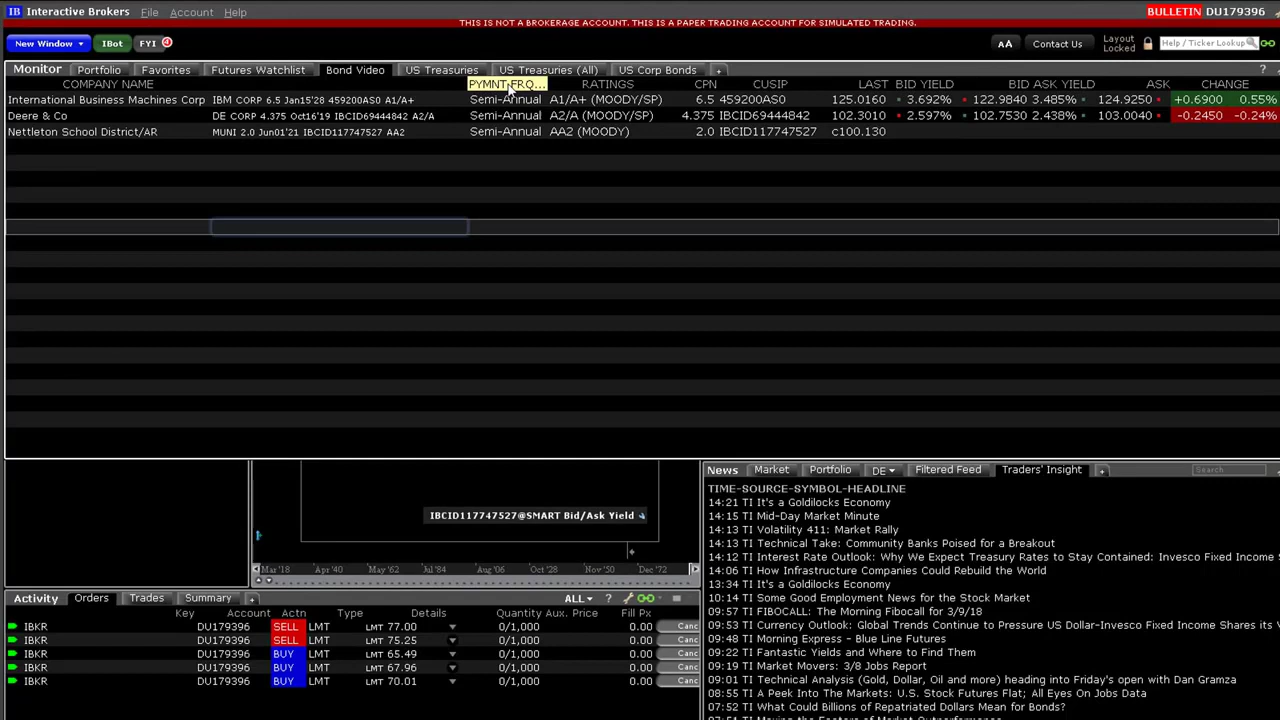 IB Interactive Brokers File Account Help BULLETIN DU179396
THIS IS NOT A BROKERAGE ACCOUNT. THIS IS A PAPER TRADING ACCOUNT FOR SIMULATED TRADING.
New Window IBot FYI 4 AA Contact Us Layout Locked Help / Ticker Lookup
Monitor Portfolio Favorites Futures Watchlist Bond Video US Treasuries US Treasuries (All) US Corp Bonds + ?
COMPANY NAME PYMNT FRQ... RATINGS CPN CUSIP LAST BID YIELD BID ASK YIELD ASK CHANGE
International Business Machines Corp IBM CORP 6.5 Jan15'28 459200AS0 A1/A+ Semi-Annual A1/A+ (MOODY/SP) 6.5 459200AS0 125.0160 3.692% 122.9840 3.485% 124.9250 +0.6900 0.55%
Deere & Co DE CORP 4.375 Oct16'19 IBCID69444842 A2/A Semi-Annual A2/A (MOODY/SP) 4.375 IBCID69444842 102.3010 2.597% 102.7530 2.438% 103.0040 -0.2450 -0.24%
Nettleton School District/AR MUNI 2.0 Jun01'21 IBCID117747527 AA2 Semi-Annual AA2 (MOODY) 2.0 IBCID117747527 c100.130
IBCID117747527@SMART Bid/Ask Yield
Mar'18 Apr'40 May'62 Jul'84 Aug'06 Oct'28 Nov'50 Dec'72
Activity Orders Trades Summary + ALL ?
Key Account Actn Type Details Quantity Aux. Price Fill Px
IBKR DU179396 SELL LMT LMT 77.00 0/1,000 0.00 Canc
IBKR DU179396 SELL LMT LMT 75.25 0/1,000 0.00 Canc
IBKR DU179396 BUY LMT LMT 65.49 0/1,000 0.00 Canc
IBKR DU179396 BUY LMT LMT 67.96 0/1,000 0.00 Canc
IBKR DU179396 BUY LMT LMT 70.01 0/1,000 0.00 Canc
News Market Portfolio DE Filtered Feed Traders' Insight + Search
TIME-SOURCE-SYMBOL-HEADLINE
14:21 TI It's a Goldilocks Economy
14:15 TI Mid-Day Market Minute
14:13 TI Volatility 411: Market Rally
14:13 TI Technical Take: Community Banks Poised for a Breakout
14:12 TI Interest Rate Outlook: Why We Expect Treasury Rates to Stay Contained: Invesco Fixed Income S
14:06 TI How Infrastructure Companies Could Rebuild the World
13:34 TI It's a Goldilocks Economy
10:14 TI Some Good Employment News for the Stock Market
09:57 TI FIBOCALL: The Morning Fibocall for 3/9/18
09:53 TI Currency Outlook: Global Trends Continue to Pressure US Dollar-Invesco Fixed Income Shares its V
09:48 TI Morning Express - Blue Line Futures
09:22 TI Fantastic Yields and Where to Find Them
09:19 TI Market Movers: 3/8 Jobs Report
09:01 TI Technical Analysis (Gold, Dollar, Oil and more) heading into Friday's open with Dan Gramza
08:55 TI A Peek Into The Markets: U.S. Stock Futures Flat; All Eyes On Jobs Data
07:52 TI What Could Billions of Repatriated Dollars Mean for Bonds?